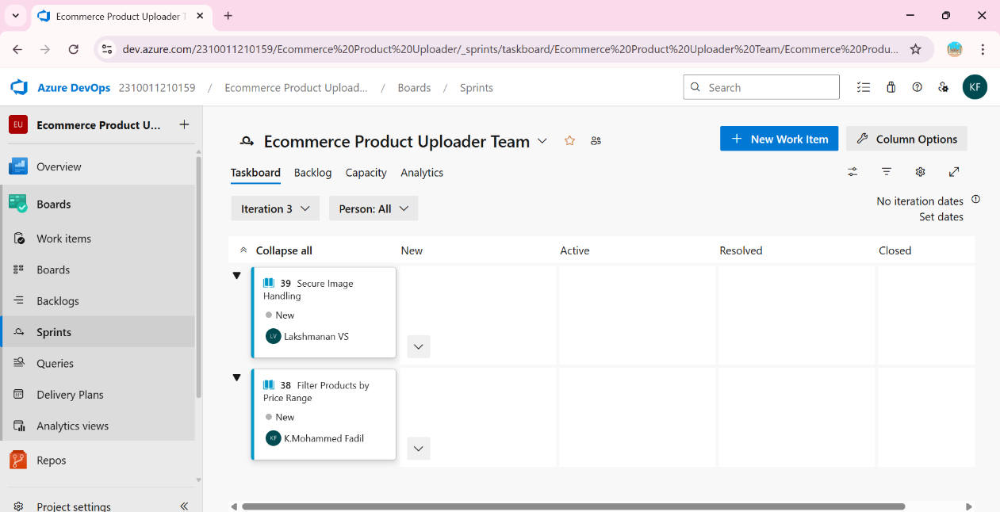 Ecommerce Product Uploader T
dev.azure.com/2310011210159/Ecommerce%20Product%20Uploader/_sprints/taskboard/Ecommerce%20Product%20Uploader%20Team/Ecommerce%20Produ...
Azure DevOps 2310011210159 / Ecommerce Product Upload... / Boards / Sprints
Search
KF
EU Ecommerce Product U...
Overview
Boards
Work items
Boards
Backlogs
Sprints
Queries
Delivery Plans
Analytics views
Repos
Project settings
Ecommerce Product Uploader Team
New Work Item
Column Options
Taskboard Backlog Capacity Analytics
Iteration 3
Person: All
No iteration dates
Set dates
Collapse all New Active Resolved Closed
39 Secure Image
Handling
New
LV Lakshmanan VS
38 Filter Products by
Price Range
New
KF K.Mohammed Fadil